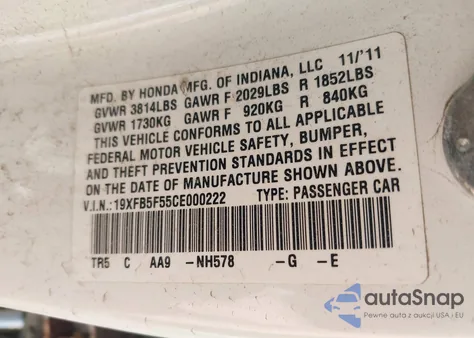 MFD. BY HONDA MFG. OF INDIANA, LLC 11/'11
GVWR 3814LBS GAWR F 2029LBS R 1852LBS
GVWR 1730KG GAWR F 920KG R 840KG
THIS VEHICLE CONFORMS TO ALL APPLICABLE
FEDERAL MOTOR VEHICLE SAFETY, BUMPER,
AND THEFT PREVENTION STANDARDS IN EFFECT
ON THE DATE OF MANUFACTURE SHOWN ABOVE.
V.I.N.: 19XFB5F55CE000222 TYPE: PASSENGER CAR
TR5 C AA9 -NH578 -G -E
autoSnap
Pewne auta z aukcji USA i EU